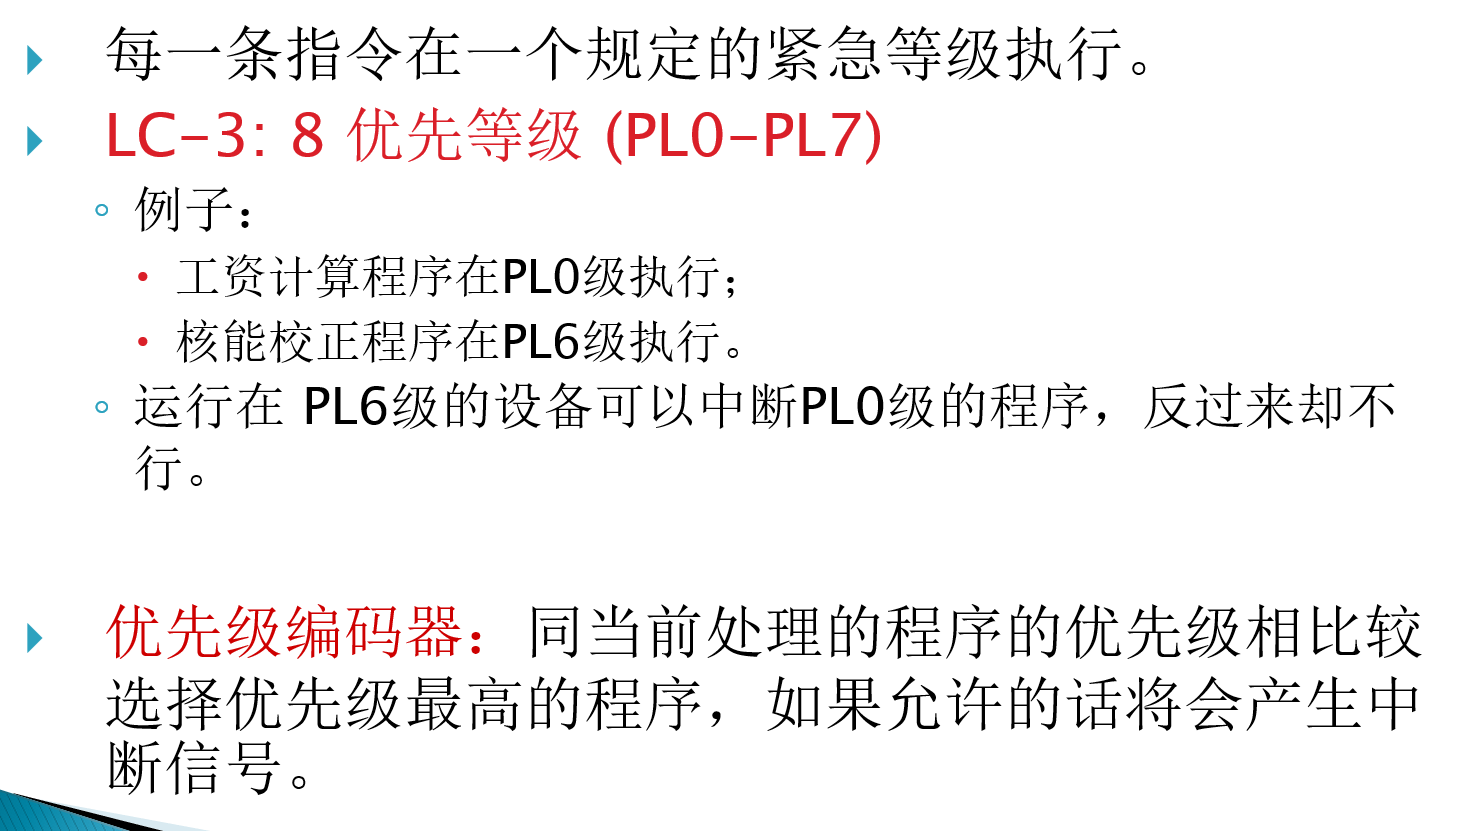 每一条指令在一个规定的紧急等级执行。
LC-3: 8 优先等级 (PL0-PL7)
例子：
工资计算程序在PL0级执行；
核能校正程序在PL6级执行。
运行在 PL6级的设备可以中断PL0级的程序，反过来却不
行。
优先级编码器：同当前处理的程序的优先级相比较
选择优先级最高的程序，如果允许的话将会产生中
断信号。